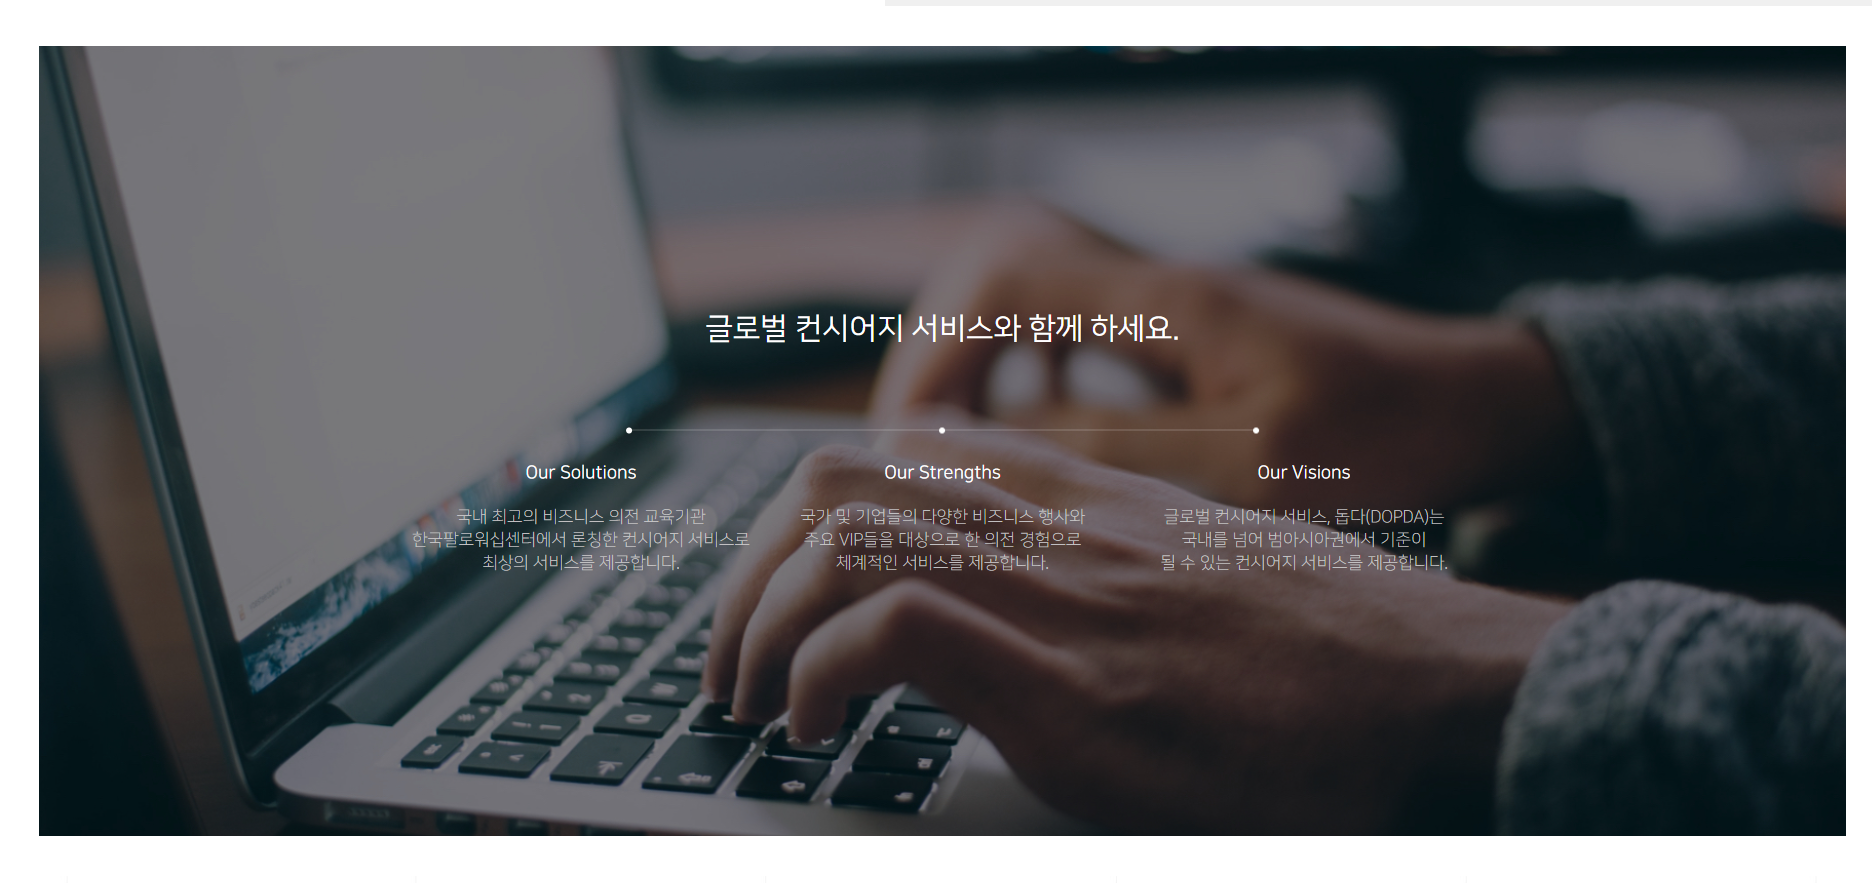 글로벌 컨시어지 서비스와 함께 하세요.
Our Solutions
국내 최고의 비즈니스 의전 교육기관
한국팔로워십센터에서 론칭한 컨시어지 서비스로
최상의 서비스를 제공합니다.
Our Strengths
국가 및 기업들의 다양한 비즈니스 행사와
주요 VIP들을 대상으로 한 의전 경험으로
체계적인 서비스를 제공합니다.
Our Visions
글로벌 컨시어지 서비스, 돕다(DOPDA)는
국내를 넘어 범아시아권에서 기준이
될 수 있는 컨시어지 서비스를 제공합니다.